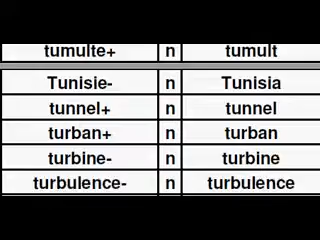 tumulte+ n tumult
Tunisie- n Tunisia
tunnel+ n tunnel
turban+ n turban
turbine- n turbine
turbulence- n turbulence